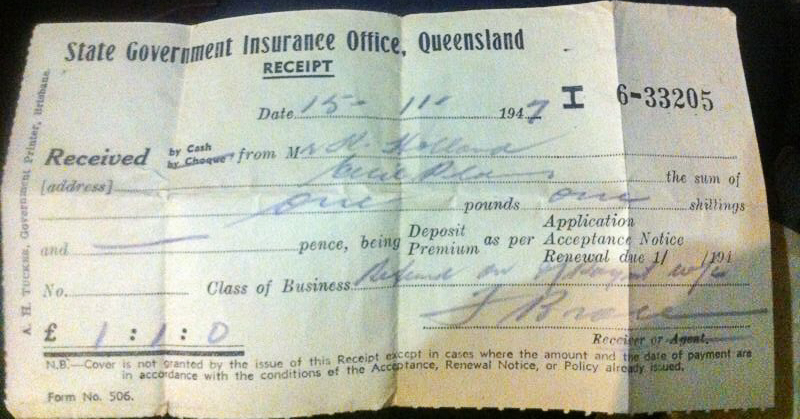 State Government Insurance Office, Queensland
RECEIPT
I 6-33205
Date 15- 11- 1947
Received by Cash by Cheque from Mr H. Holland
[address] the sum of
one pounds one shillings
and — pence, being Deposit Premium as per Application Acceptance Notice Renewal due 1/ /194
No. Class of Business Refund on
£ 1 : 1 : 0
Receiver or Agent.
N.B.—Cover is not granted by the issue of this Receipt except in cases where the amount and the date of payment are
in accordance with the conditions of the Acceptance, Renewal Notice, or Policy already issued.
Form No. 506.
A. H. Tucker, Government Printer, Brisbane.